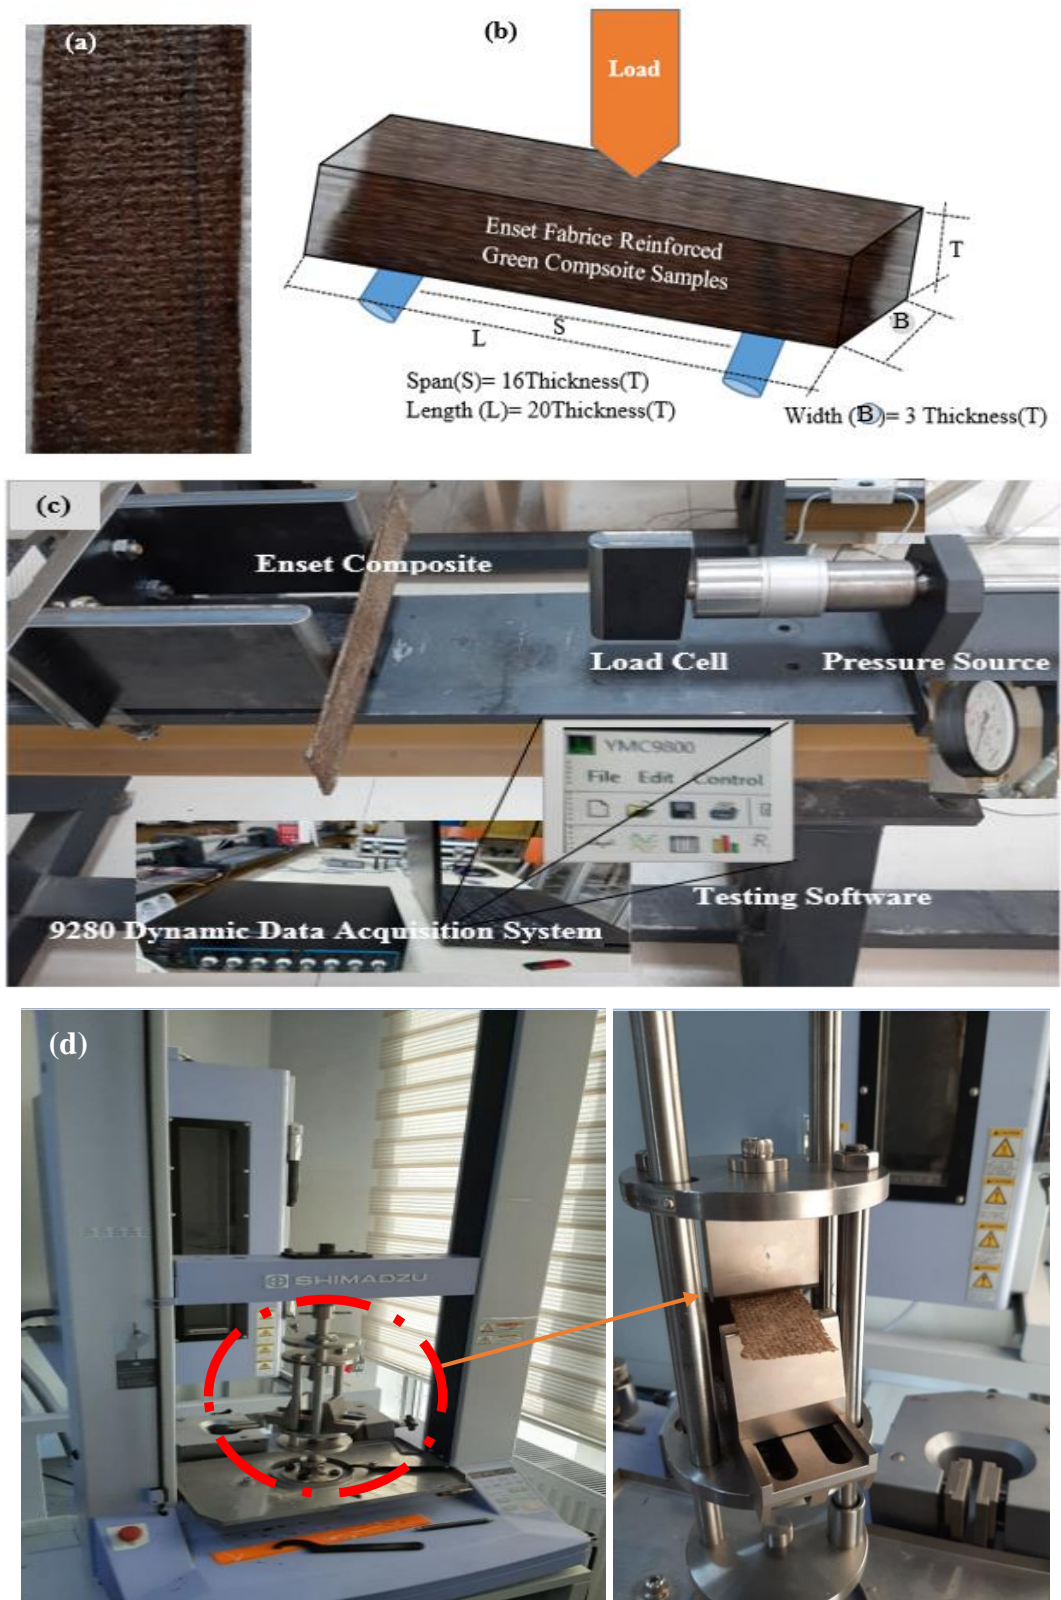 (a)
(b)
Load
Enset Fabrice Reinforced
Green Compsoite Samples
T
B
S
L
Span(S)= 16Thickness(T)
Length (L)= 20Thickness(T)
Width (B)= 3 Thickness(T)
(c)
Enset Composite
Load Cell
Pressure Source
YMC9800
File Edit Control
R
Testing Software
9280 Dynamic Data Acquisition System
(d)
SHIMADZU